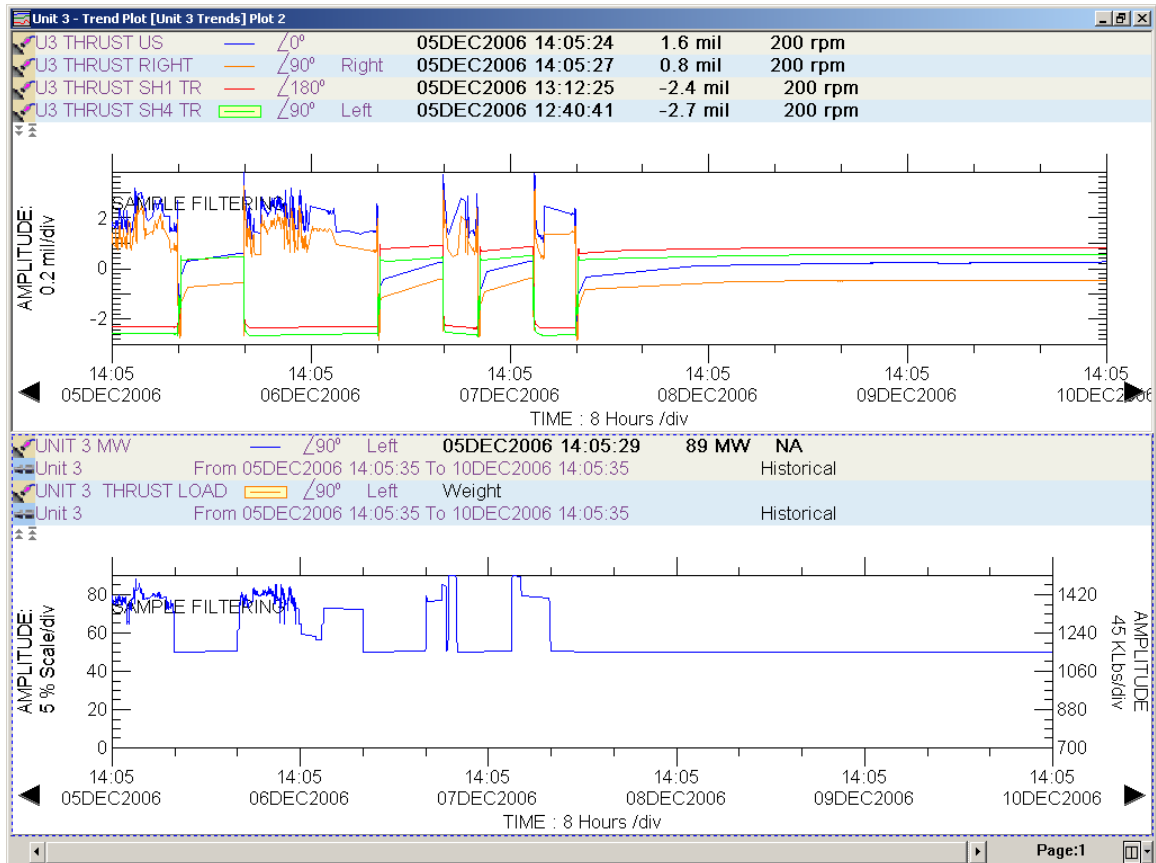 Unit 3 - Trend Plot [Unit 3 Trends] Plot 2
U3 THRUST US ∠0º 05DEC2006 14:05:24 1.6 mil 200 rpm
U3 THRUST RIGHT ∠90º Right 05DEC2006 14:05:27 0.8 mil 200 rpm
U3 THRUST SH1 TR ∠180º 05DEC2006 13:12:25 -2.4 mil 200 rpm
U3 THRUST SH4 TR ∠90º Left 05DEC2006 12:40:41 -2.7 mil 200 rpm
AMPLITUDE:
0.2 mil/div
SAMPLE FILTERING
2
0
-2
14:05 14:05 14:05 14:05 14:05 14:05
05DEC2006 06DEC2006 07DEC2006 08DEC2006 09DEC2006 10DEC2006
TIME : 8 Hours /div
UNIT 3 MW ∠90º Left 05DEC2006 14:05:29 89 MW NA
Unit 3 From 05DEC2006 14:05:35 To 10DEC2006 14:05:35 Historical
UNIT 3 THRUST LOAD ∠90º Left Weight
Unit 3 From 05DEC2006 14:05:35 To 10DEC2006 14:05:35 Historical
AMPLITUDE:
5 % Scale/div
SAMPLE FILTERING
80 1420
60 1240
40 1060
20 880
0 700
AMPLITUDE
45 KLbs/div
14:05 14:05 14:05 14:05 14:05 14:05
05DEC2006 06DEC2006 07DEC2006 08DEC2006 09DEC2006 10DEC2006
TIME : 8 Hours /div
Page:1